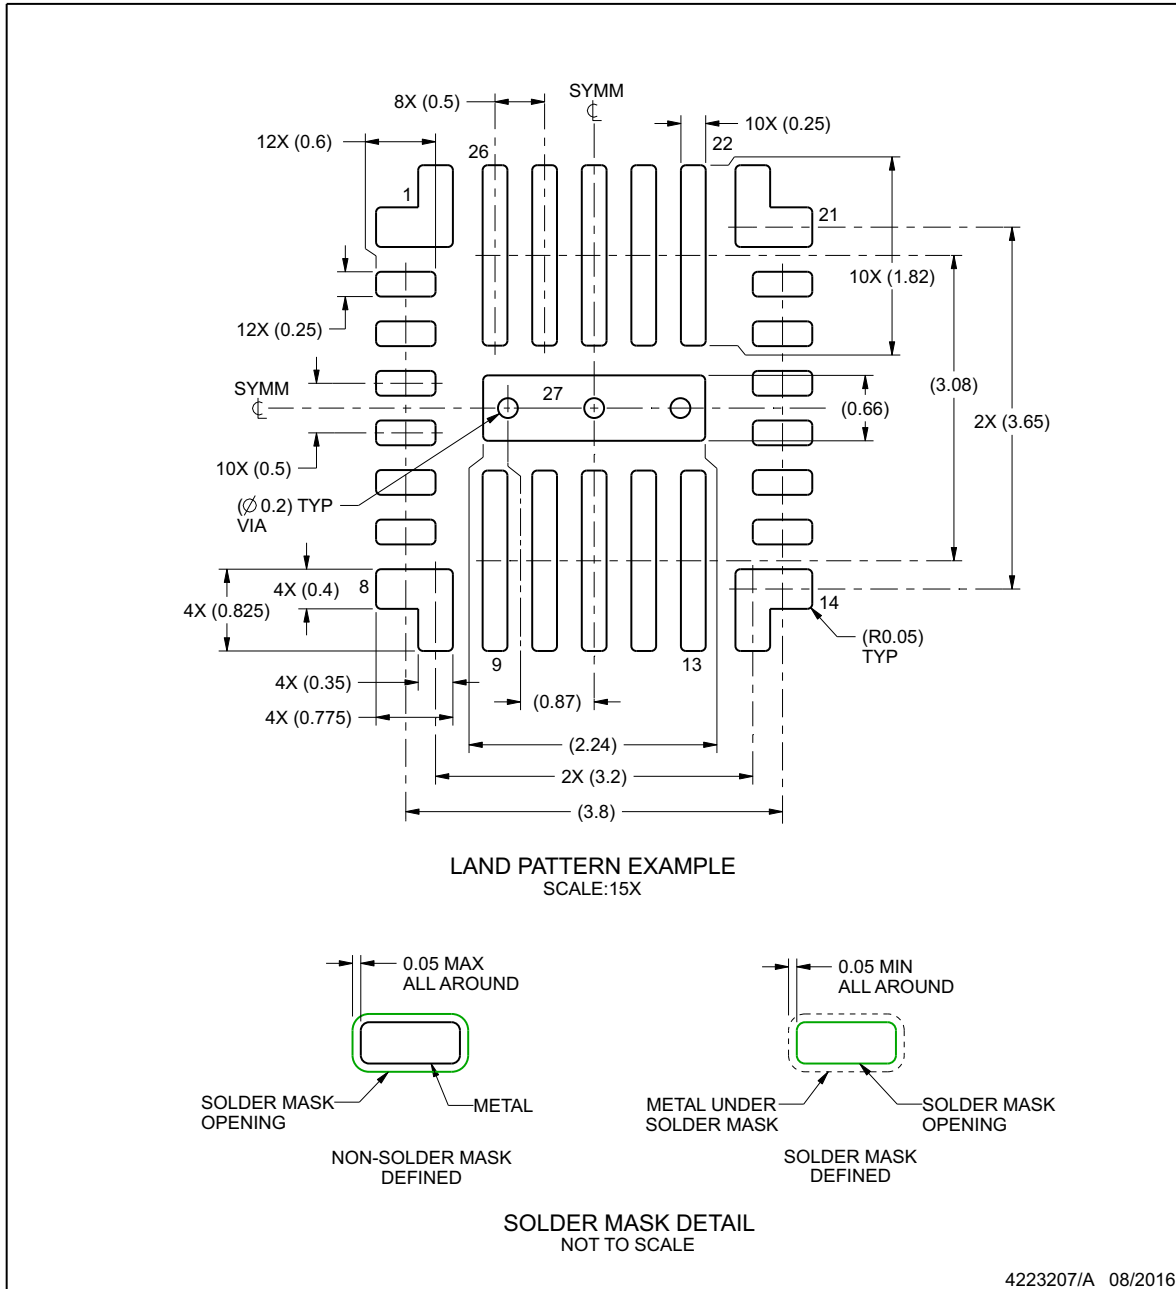 SYMM
8X (0.5)
℄
10X (0.25)
12X (0.6)
26
22
1
21
10X (1.82)
12X (0.25)
SYMM
℄
27
(3.08)
(0.66)
2X (3.65)
10X (0.5)
(∅ 0.2) TYP
VIA
8
4X (0.4)
14
4X (0.825)
(R0.05)
TYP
9
13
4X (0.35)
(0.87)
4X (0.775)
(2.24)
2X (3.2)
(3.8)
LAND PATTERN EXAMPLE
SCALE:15X
0.05 MAX
ALL AROUND
0.05 MIN
ALL AROUND
SOLDER MASK
OPENING
METAL
METAL UNDER
SOLDER MASK
SOLDER MASK
OPENING
NON-SOLDER MASK
DEFINED
SOLDER MASK
DEFINED
SOLDER MASK DETAIL
NOT TO SCALE
4223207/A 08/2016